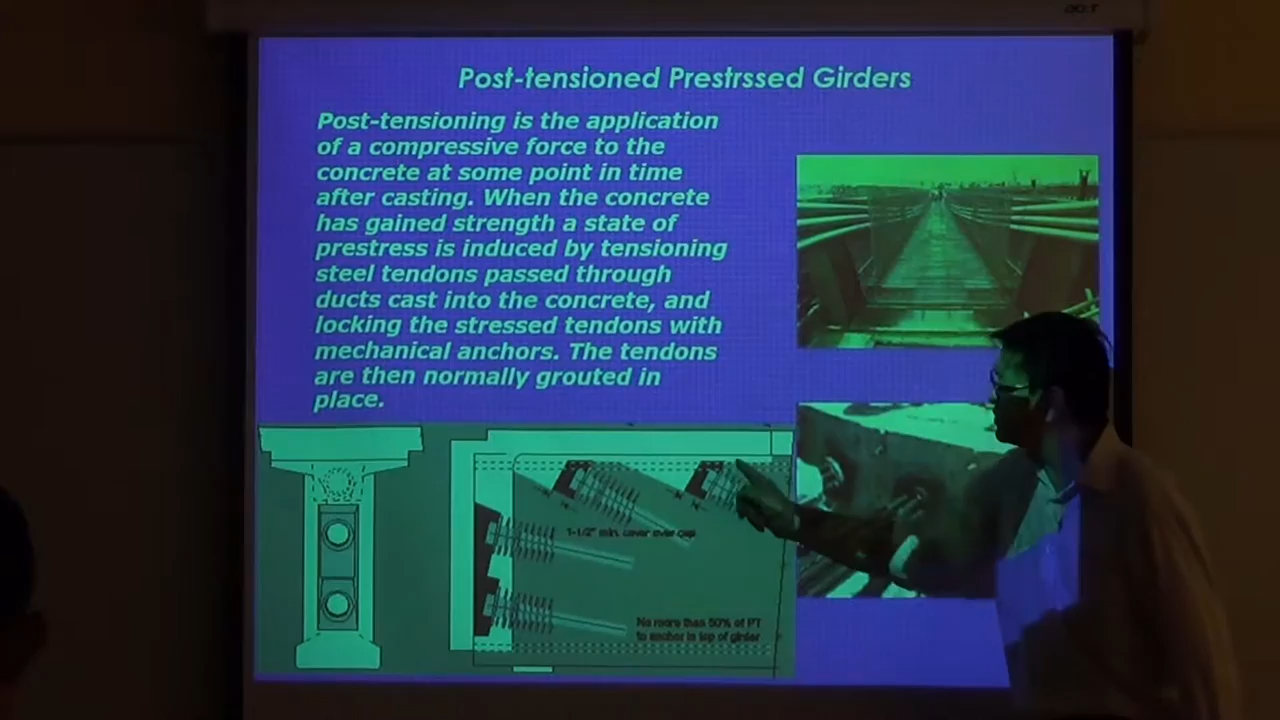 Post-tensioned Prestrssed Girders
Post-tensioning is the application
of a compressive force to the
concrete at some point in time
after casting. When the concrete
has gained strength a state of
prestress is induced by tensioning
steel tendons passed through
ducts cast into the concrete, and
locking the stressed tendons with
mechanical anchors. The tendons
are then normally grouted in
place.
1-1/2" min. cover over cap
No more than 50% of PT
to anchor in top of girder